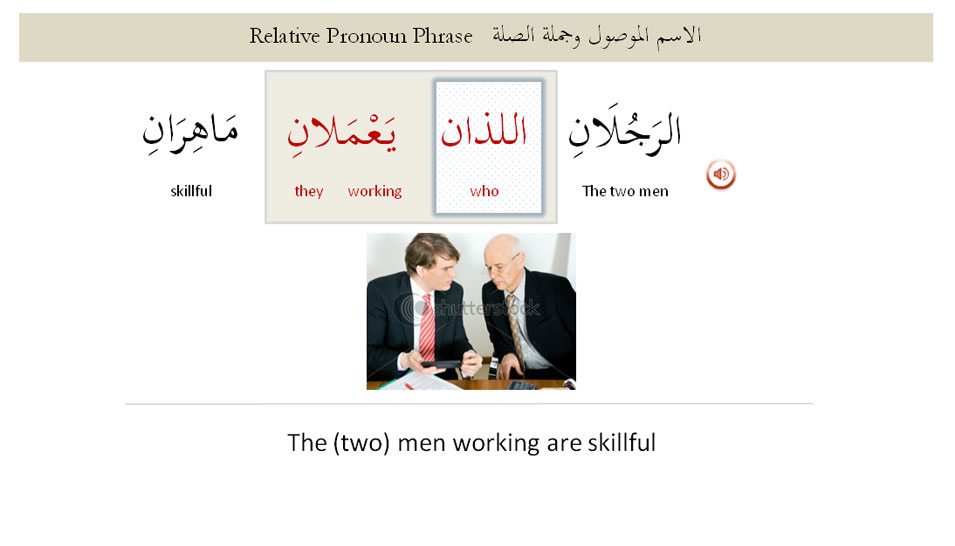 Relative Pronoun Phrase الاسم الموصول وجملة الصلة
الرَجُلَانِ اللذان يَعْمَلانِ مَاهِرَانِ
The two men who working they skillful
shutterstock
The (two) men working are skillful